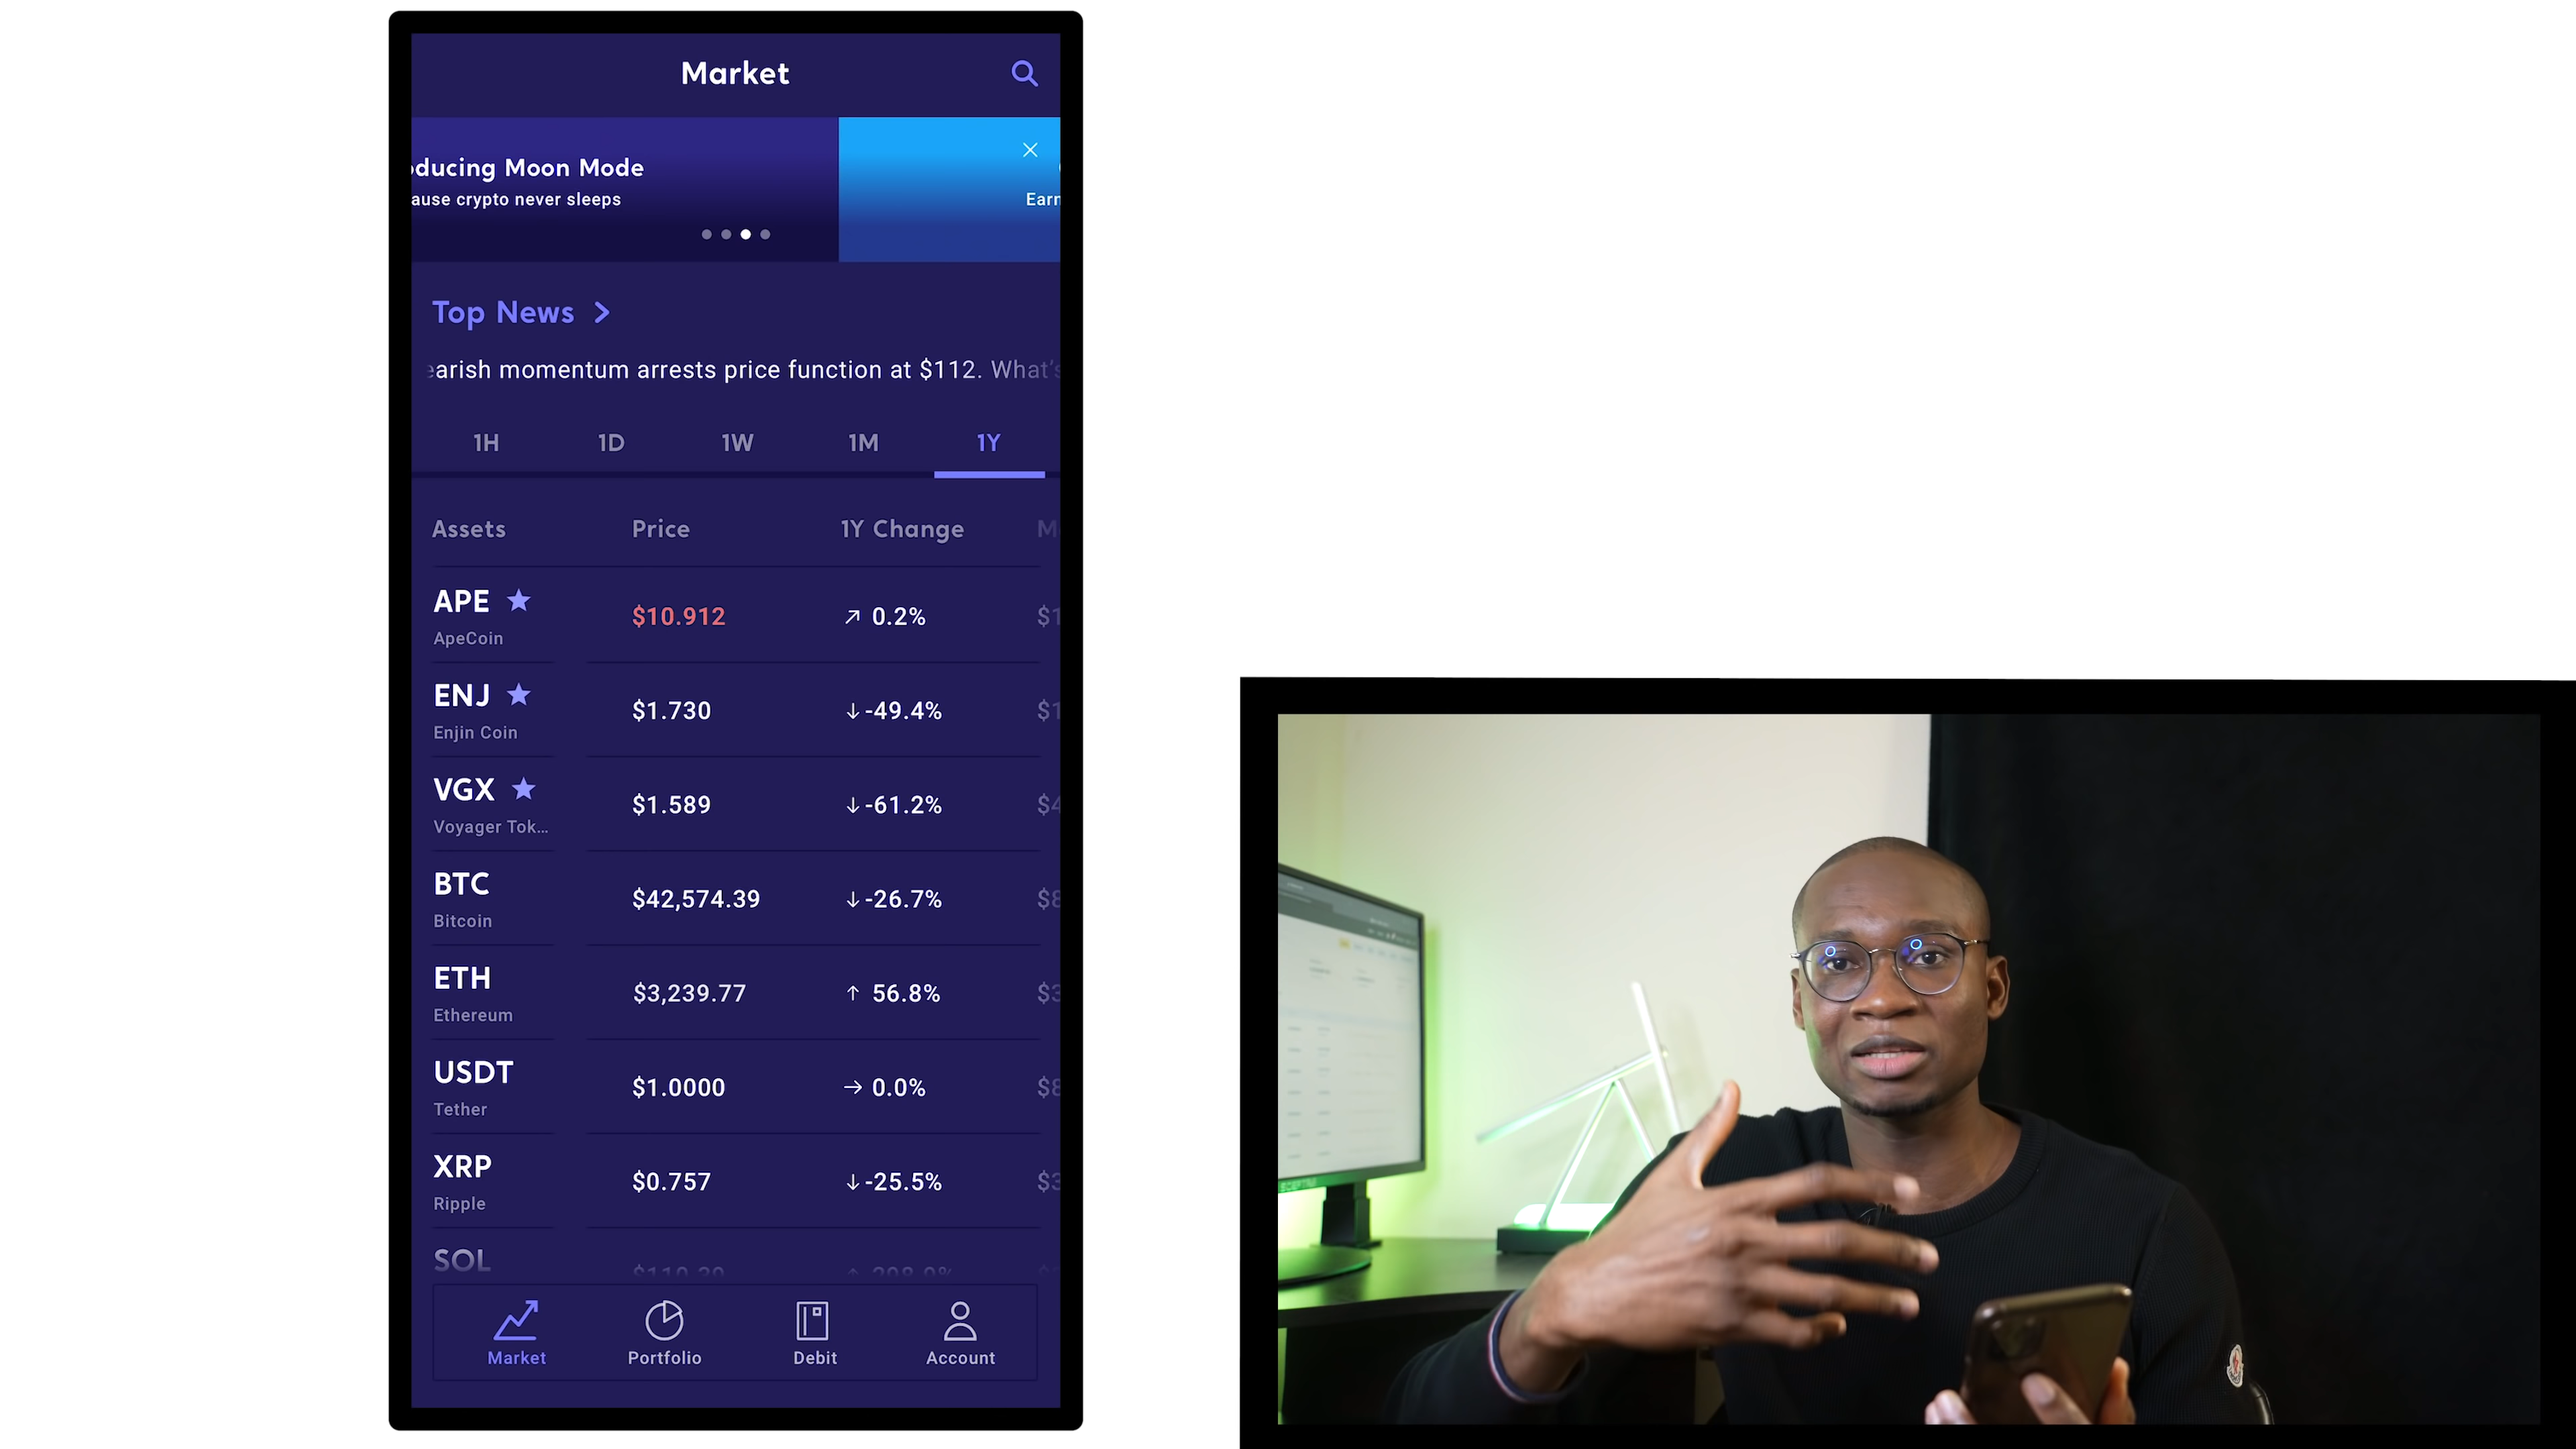 Market
oducing Moon Mode
ause crypto never sleeps
Earn
Top News >
earish momentum arrests price function at $112. What's
1H 1D 1W 1M 1Y
Assets Price 1Y Change M
APE $10.912 0.2%
ApeCoin
ENJ $1.730 -49.4%
Enjin Coin
VGX $1.589 -61.2%
Voyager Tok...
BTC $42,574.39 -26.7%
Bitcoin
ETH $3,239.77 56.8%
Ethereum
USDT $1.0000 0.0%
Tether
XRP $0.757 -25.5%
Ripple
SOL
Market Portfolio Debit Account
SCEPTRE